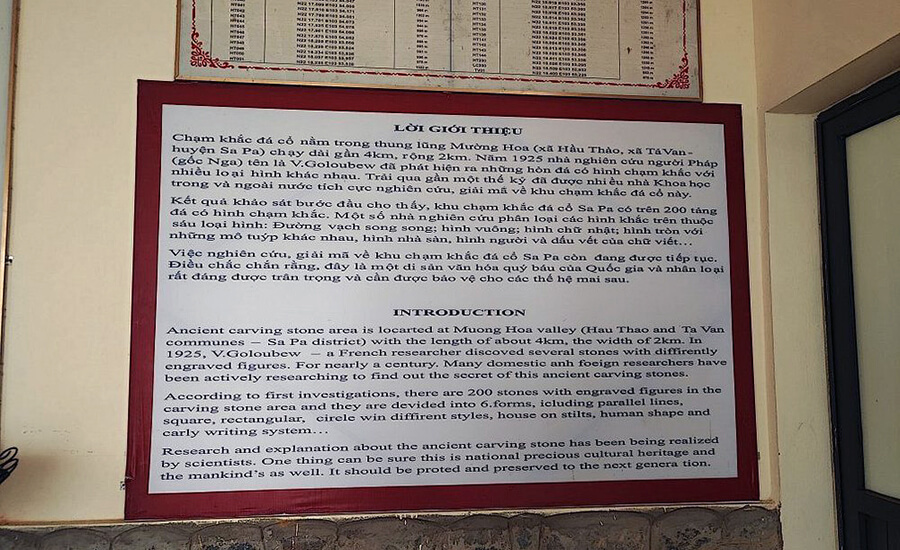 LỜI GIỚI THIỆU
Chạm khắc đá cổ nằm trong thung lũng Mường Hoa (xã Hầu Thào, xã TảVan-
huyện Sa Pa) chạy dài gần 4km, rộng 2km. Năm 1925 nhà nghiên cứu người Pháp
(gốc Nga) tên là V.Goloubew đã phát hiện ra những hòn đá có hình chạm khắc với
nhiều loại hình khác nhau. Trải qua gần một thế kỷ đã được nhiều nhà Khoa học
trong và ngoài nước tích cực nghiên cứu, giải mã về khu chạm khắc đá cổ này.
Kết quả khảo sát bước đầu cho thấy, khu chạm khắc đá cổ Sa Pa có trên 200 tảng
đá có hình chạm khắc. Một số nhà nghiên cứu phân loại các hình khắc trên thuộc
sáu loại hình: Đường vạch song song; hình vuông; hình chữ nhật; hình tròn với
những mô tuýp khác nhau, hình nhà sàn, hình người và dấu vết của chữ viết...
Việc nghiên cứu, giải mã về khu chạm khắc đá cổ Sa Pa còn đang được tiếp tục.
Điều chắc chắn rằng, đây là một di sản văn hóa quý báu của Quốc gia và nhân loại
rất đáng được trân trọng và cần được bảo vệ cho các thế hệ mai sau.
INTRODUCTION
Ancient carving stone area is locarted at Muong Hoa valley (Hau Thao and Ta Van
communes – Sa Pa district) with the length of about 4km, the width of 2km. In
1925, V.Goloubew – a French researcher discoved several stones with diffirently
engraved figures. For nearly a century. Many domestic anh foeign researchers have
been actively researching to find out the secret of this ancient carving stones.
According to first investigations, there are 200 stones with engraved figures in the
carving stone area and they are devided into 6.forms, icluding parallel lines,
square, rectangular, circle win diffirent styles, house on stilts, human shape and
carly writing system...
Research and explanation about the ancient carving stone has been being realized
by scientists. One thing can be sure this is national precious cultural heritage and
the mankind's as well. It should be proted and preserved to the next genera ion.